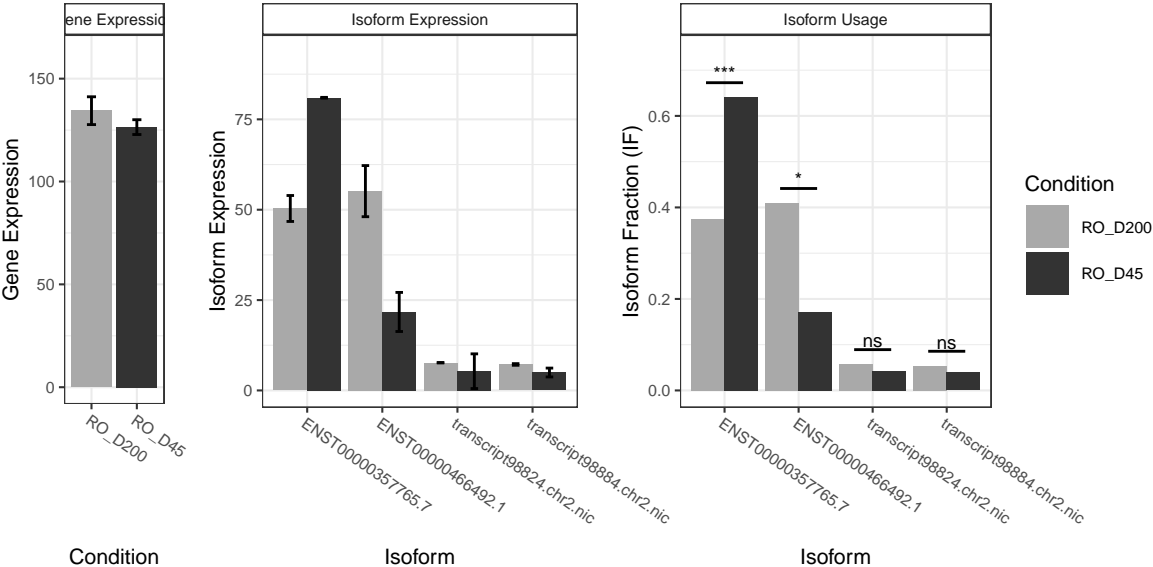 ene Expressio
Gene Expression
150
100
50
0
RO_D200
RO_D45
Condition
Isoform Expression
Isoform Expression
75
50
25
0
ENST00000357765.7
ENST00000466492.1
transcript98824.chr2.nic
transcript98884.chr2.nic
Isoform
Isoform Usage
Isoform Fraction (IF)
0.6
0.4
0.2
0.0
***
*
ns
ns
ENST00000357765.7
ENST00000466492.1
transcript98824.chr2.nic
transcript98884.chr2.nic
Isoform
Condition
RO_D200
RO_D45